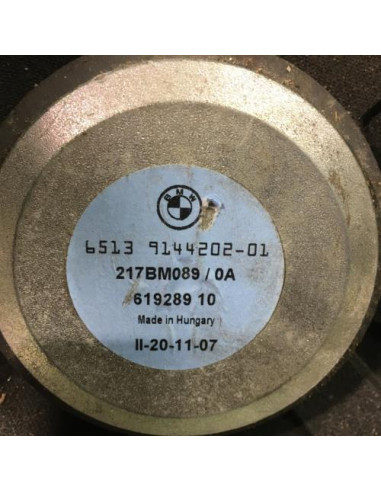 BMW
6513 9144202-01
217BM089 / 0A
619289 10
Made in Hungary
II-20-11-07